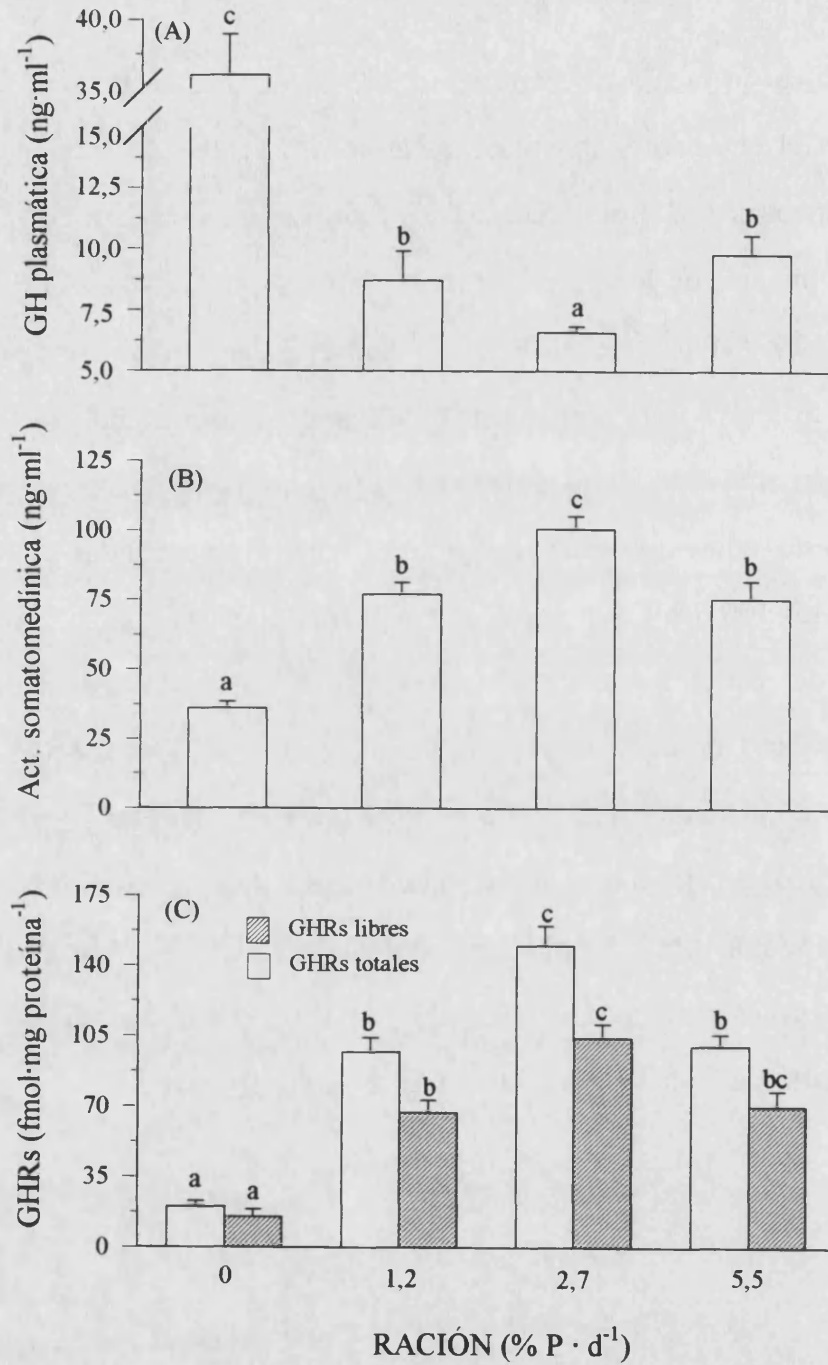 GH plasmática (ng·ml-1)
(A)
40,0
35,0
15,0
12,5
10,0
7,5
5,0
c
b
a
b
Act. somatomedínica (ng·ml-1)
(B)
125
100
75
50
25
0
a
b
c
b
GHRs (fmol·mg proteína-1)
(C)
GHRs libres
GHRs totales
175
140
105
70
35
0
a
a
b
b
c
c
b
bc
0
1,2
2,7
5,5
RACIÓN (% P · d-1)